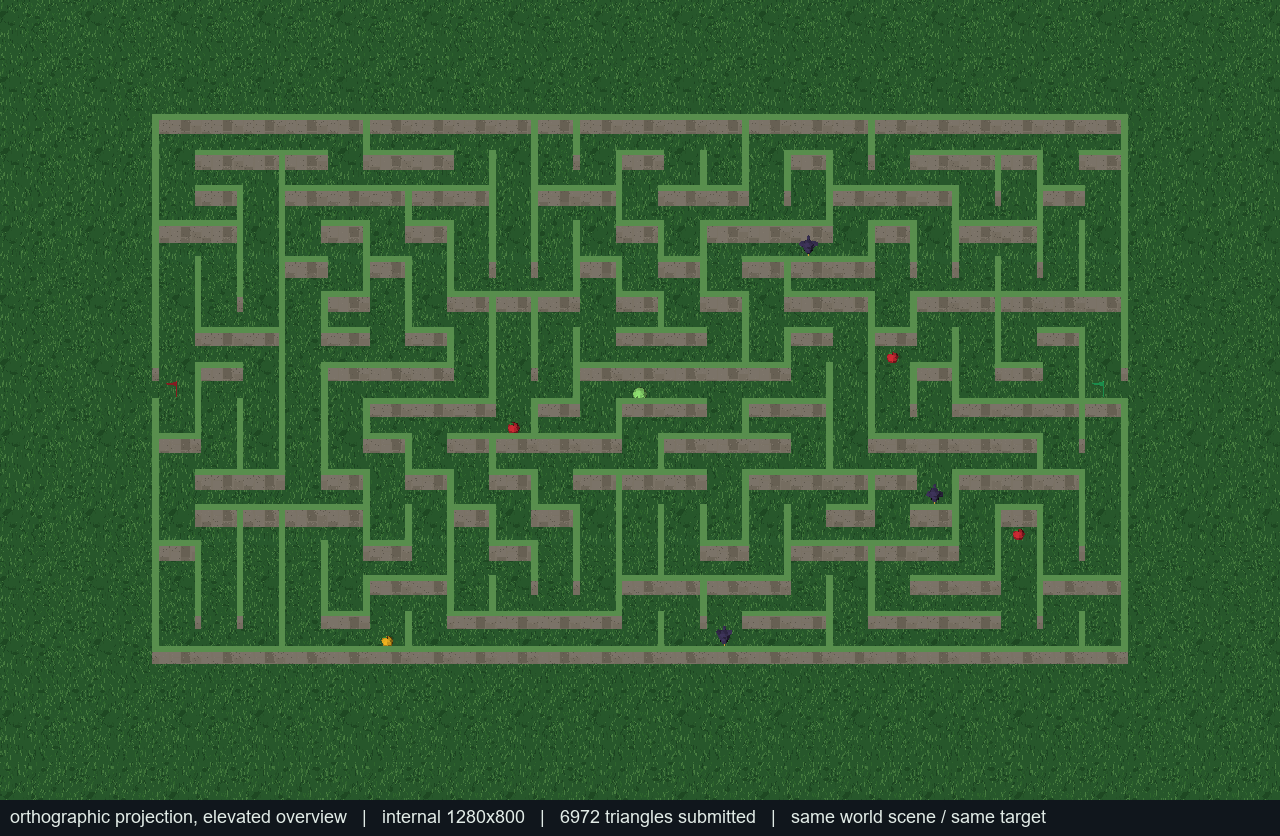 orthographic projection, elevated overview | internal 1280x800 | 6972 triangles submitted | same world scene / same target